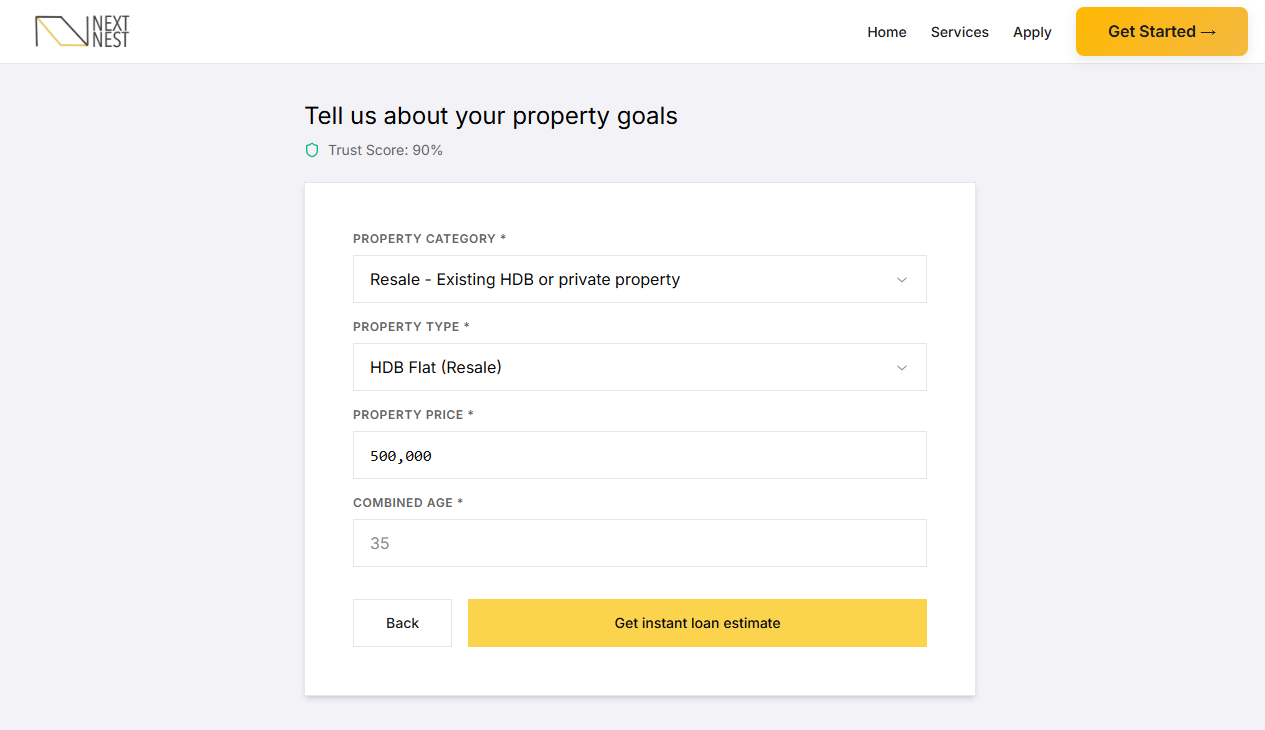 NEXT
NEST
Home
Services
Apply
Get Started →
Tell us about your property goals
Trust Score: 90%
PROPERTY CATEGORY *
Resale - Existing HDB or private property
PROPERTY TYPE *
HDB Flat (Resale)
PROPERTY PRICE *
500,000
COMBINED AGE *
35
Back
Get instant loan estimate